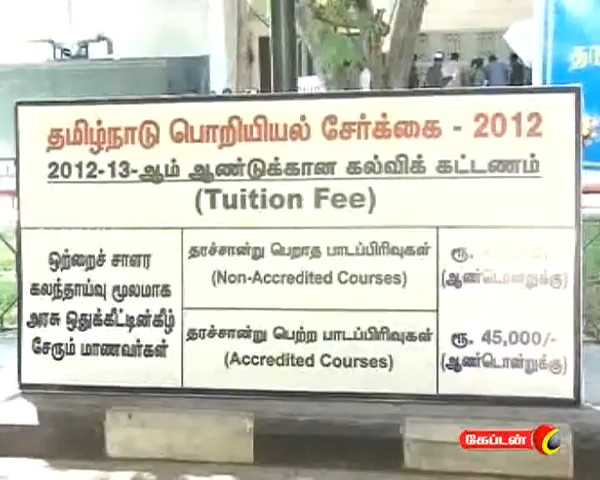 தமிழ்நாடு பொறியியல் சேர்க்கை - 2012
2012-13-ஆம் ஆண்டுக்கான கல்விக் கட்டணம்
(Tuition Fee)
ஒற்றைச் சாளர
கலந்தாய்வு மூலமாக
அரசு ஒதுக்கீட்டின்கீழ்
சேரும் மாணவர்கள்
தரச்சான்று பெறாத பாடப்பிரிவுகள்
(Non-Accredited Courses)
ரூ.
(ஆண்டொன்றுக்கு)
தரச்சான்று பெற்ற பாடப்பிரிவுகள்
(Accredited Courses)
ரூ. 45,000/-
(ஆண்டொன்றுக்கு)
கேப்டன்